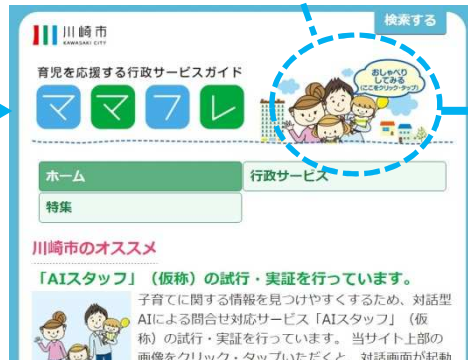 検索する
川崎市
KAWASAKI CITY
育児を応援する行政サービスガイド
ママフレ
おしゃべり
してみる
(ここをクリック・タップ)
ホーム
行政サービス
特集
川崎市のオススメ
「AIスタッフ」（仮称）の試行・実証を行っています。
子育てに関する情報を見つけやすくするため、対話型
AIによる問合せ対応サービス「AIスタッフ」（仮
称）の試行・実証を行っています。 当サイト上部の
画像をクリック・タップいただくと、対話画面が起動